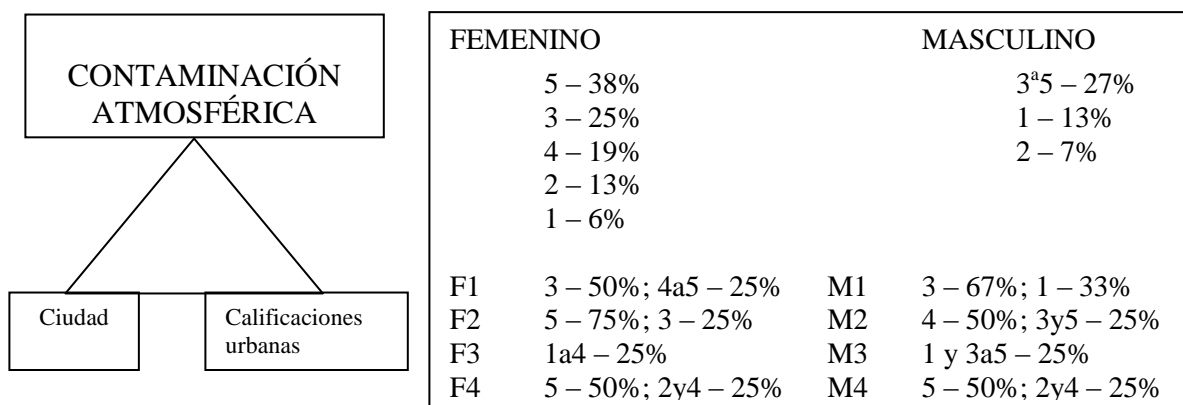 CONTAMINACIÓN
ATMOSFÉRICA
Ciudad
Calificaciones
urbanas
FEMENINO MASCULINO
5 – 38% 3ª5 – 27%
3 – 25% 1 – 13%
4 – 19% 2 – 7%
2 – 13%
1 – 6%
F1 3 – 50%; 4a5 – 25% M1 3 – 67%; 1 – 33%
F2 5 – 75%; 3 – 25% M2 4 – 50%; 3y5 – 25%
F3 1a4 – 25% M3 1 y 3a5 – 25%
F4 5 – 50%; 2y4 – 25% M4 5 – 50%; 2y4 – 25%